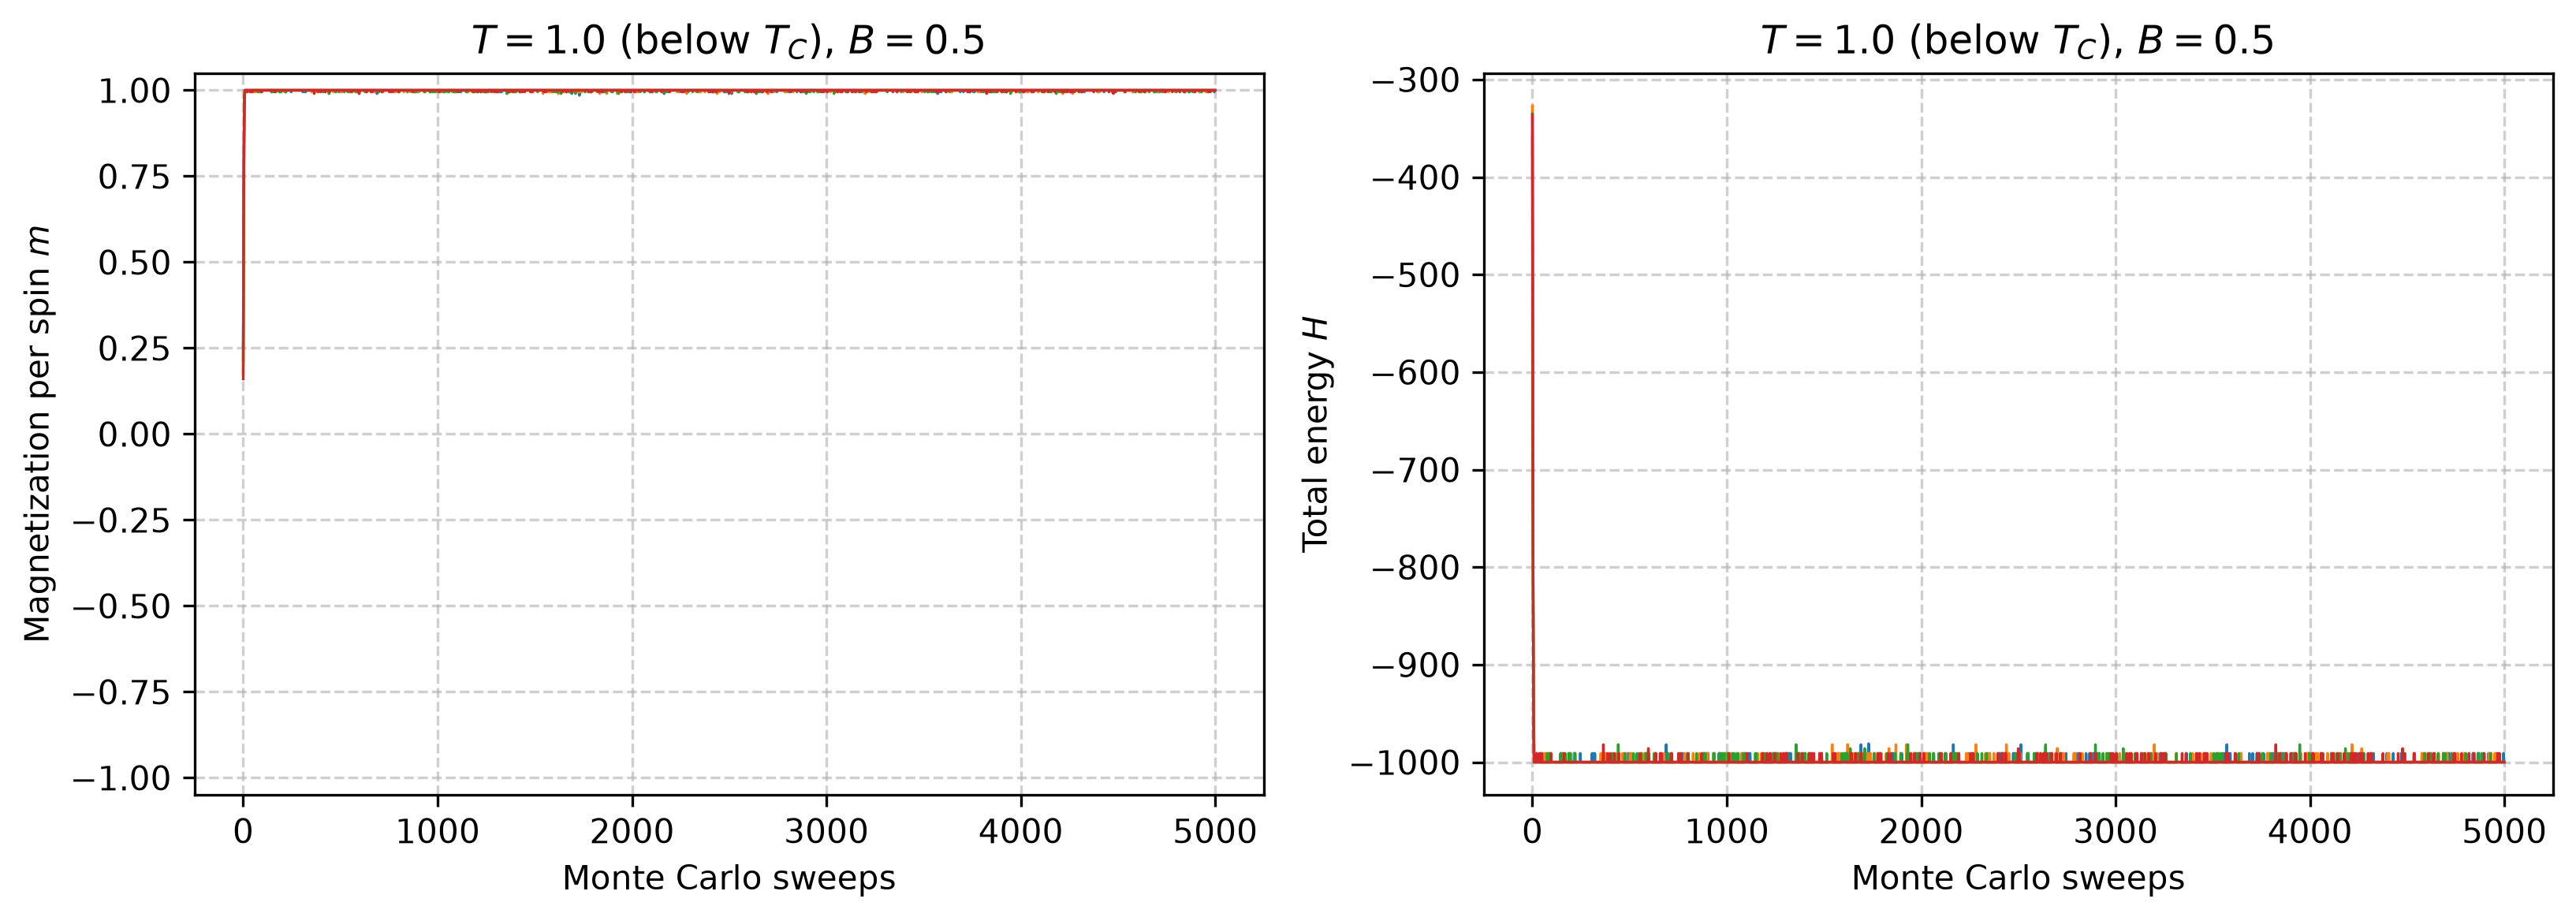 T = 1.0 (below T_C), B = 0.5
1.00
0.75
0.50
0.25
0.00
−0.25
−0.50
−0.75
−1.00
Magnetization per spin m
0 1000 2000 3000 4000 5000
Monte Carlo sweeps
T = 1.0 (below T_C), B = 0.5
−300
−400
−500
−600
−700
−800
−900
−1000
Total energy H
0 1000 2000 3000 4000 5000
Monte Carlo sweeps